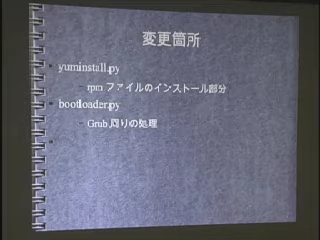 変更箇所
yuminstall.py
rpm ファイルのインストール部分
bootloader.py
Grub 周りの処理